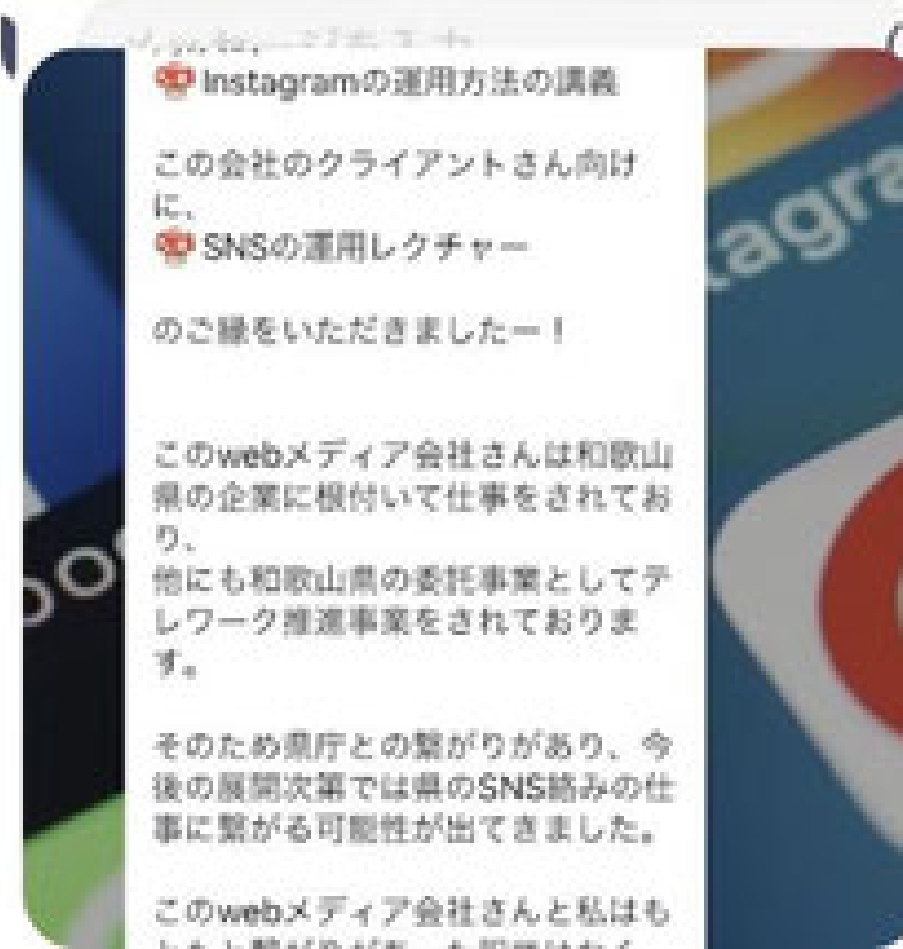 Instagramの運用方法の講義
この会社のクライアントさん向け
に、
SNSの運用レクチャー
のご縁をいただきましたー！
このwebメディア会社さんは和歌山
県の企業に根付いて仕事をされてお
り、
他にも和歌山県の委託事業としてテ
レワーク推進事業をされておりま
す。
そのため県庁との繋がりがあり、今
後の展開次第では県のSNS絡みの仕
事に繋がる可能性が出てきました。
このwebメディア会社さんと私はも
tagra